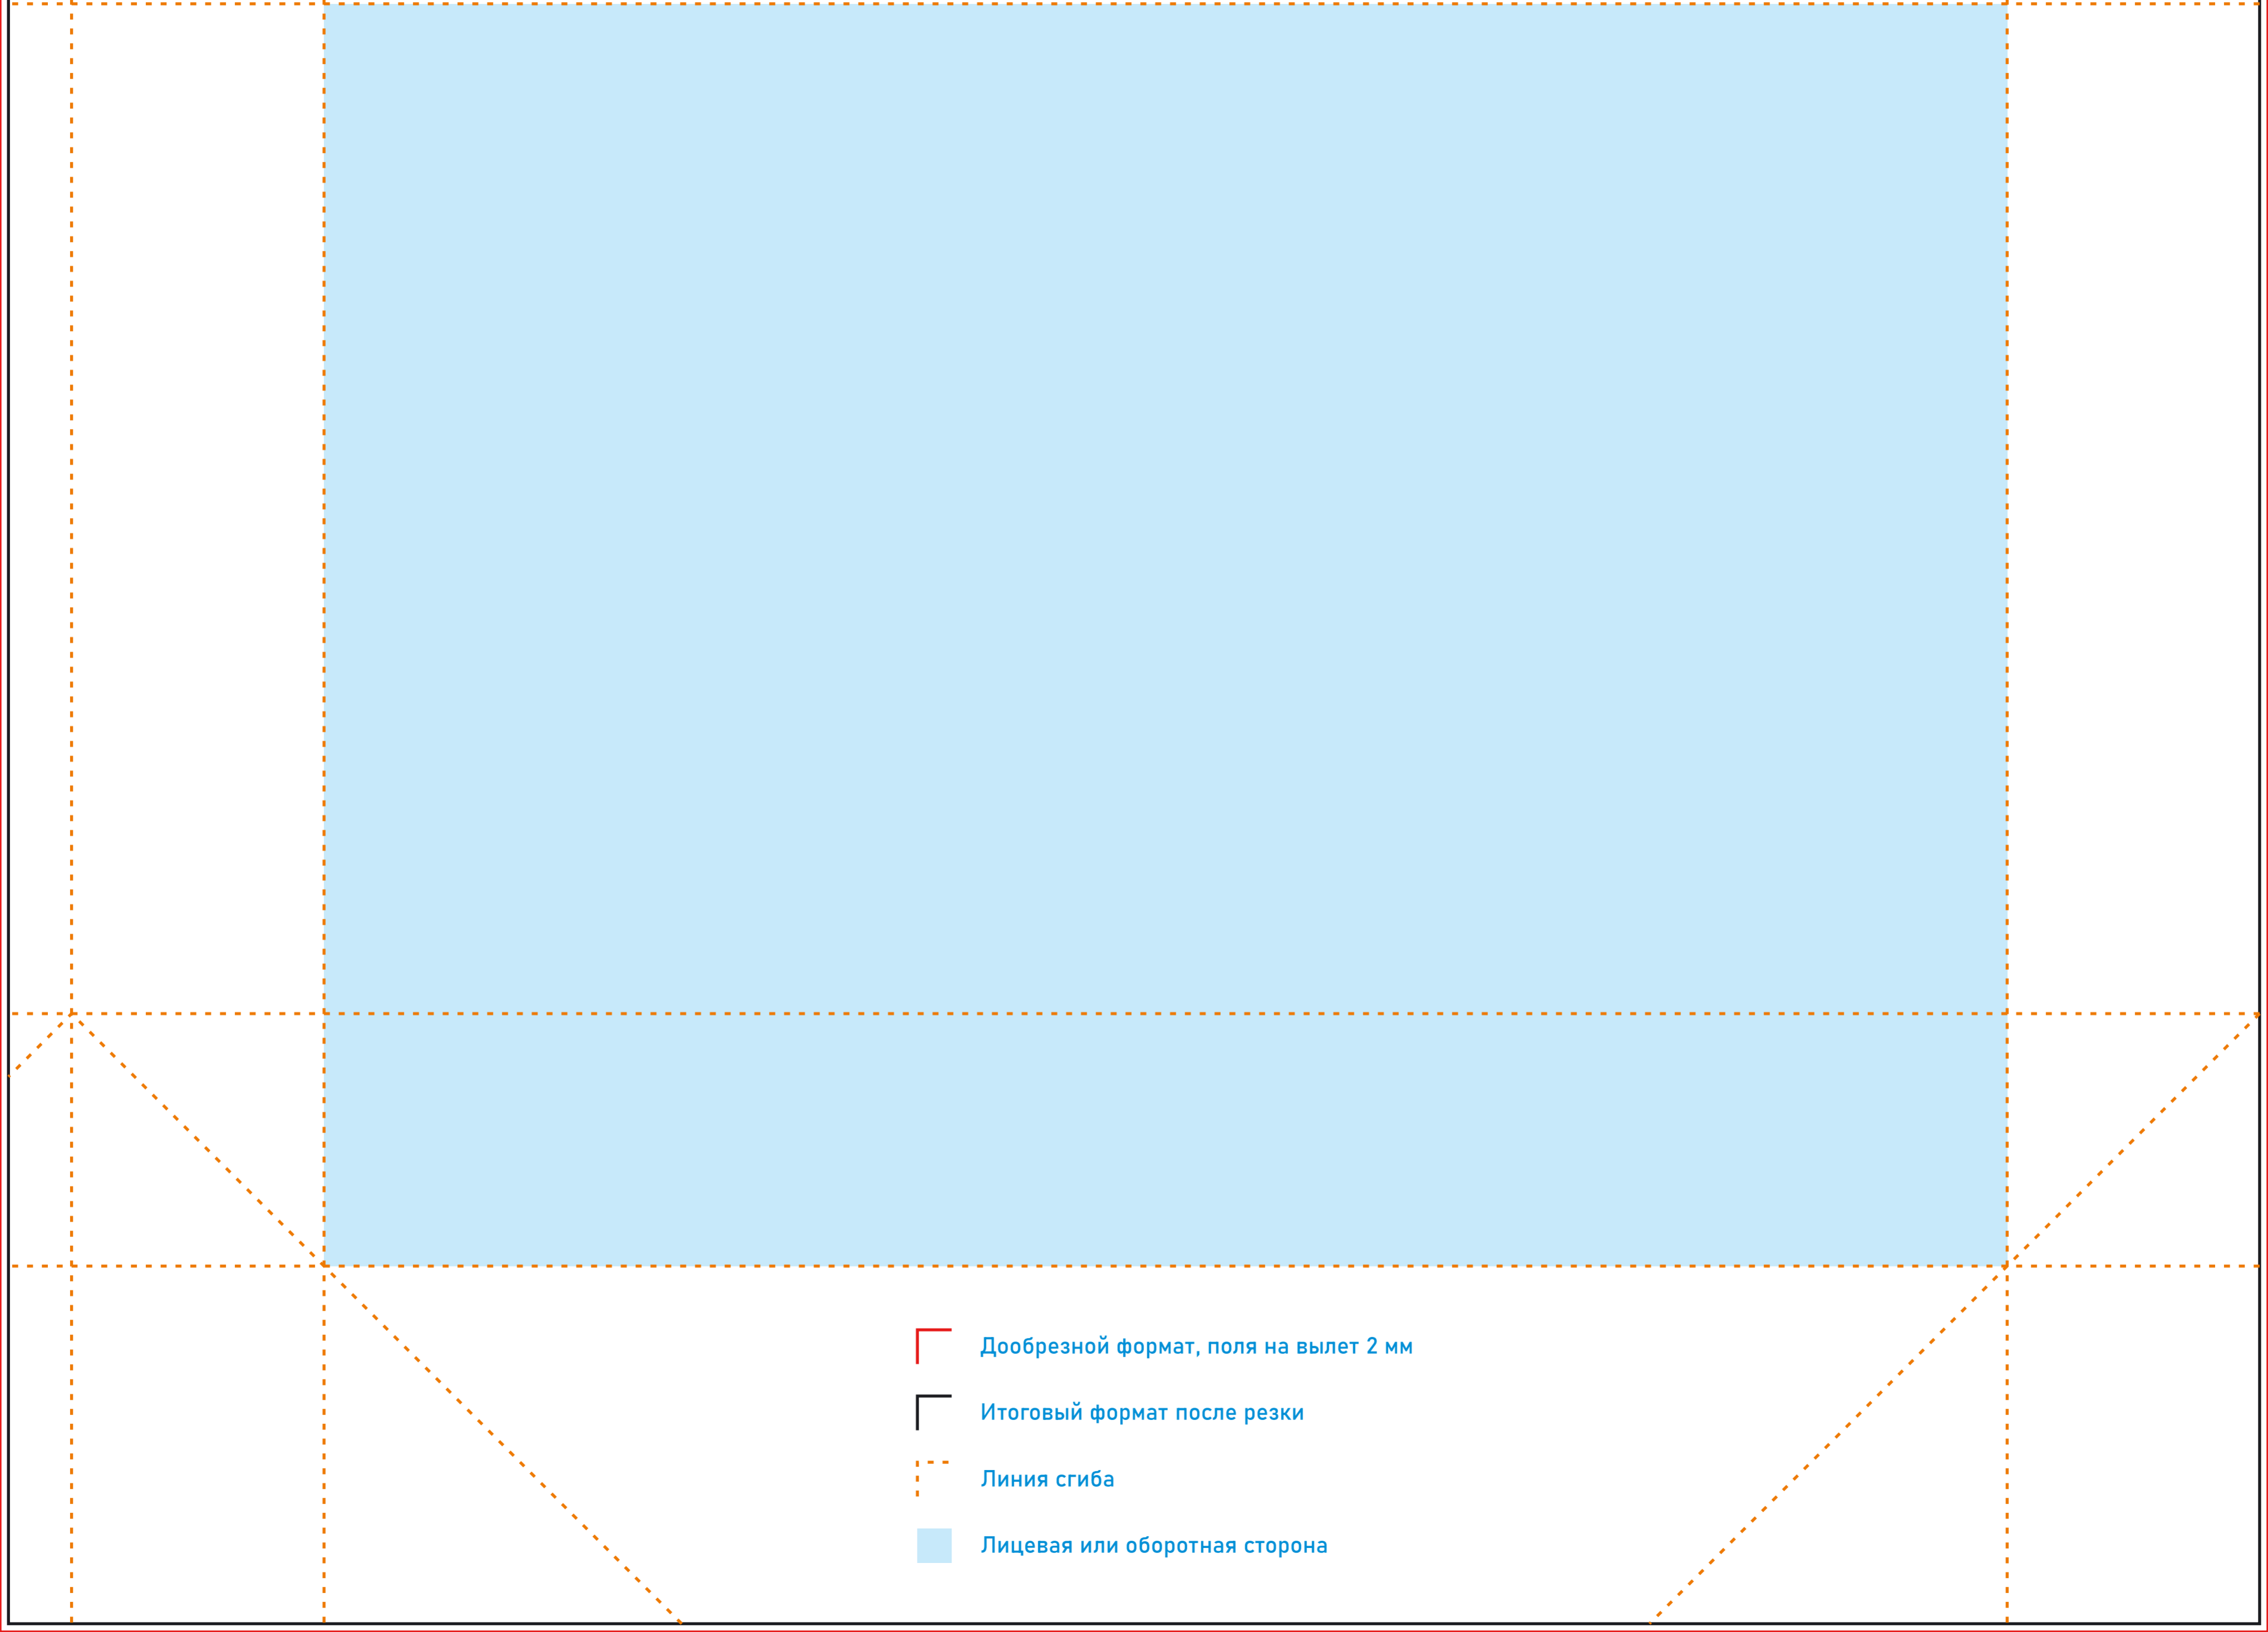 Дообрезной формат, поля на вылет 2 мм
Итоговый формат после резки
Линия сгиба
Лицевая или оборотная сторона